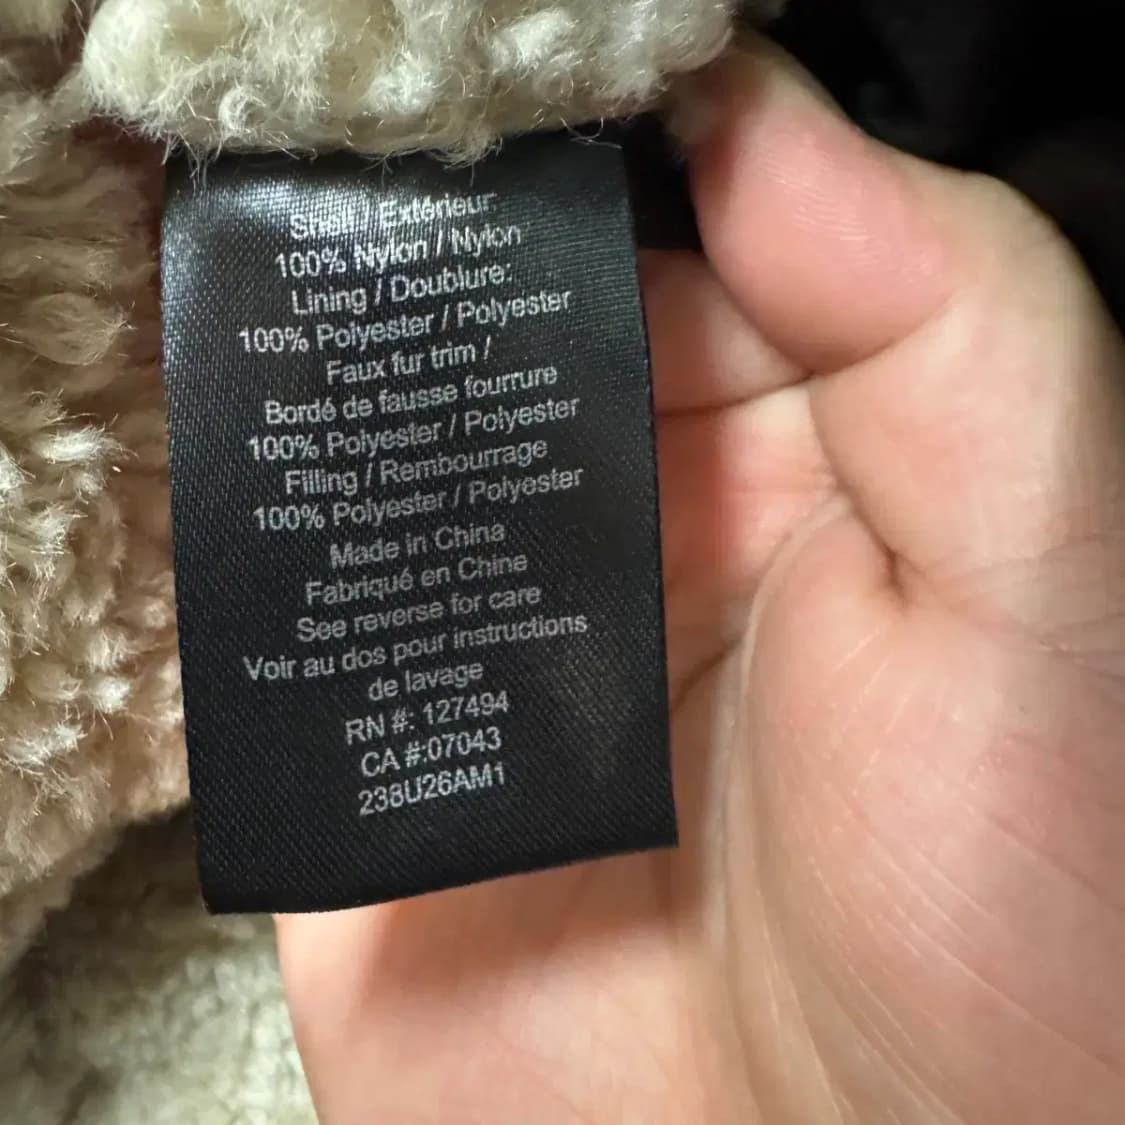 Shell / Extérieur:
100% Nylon / Nylon
Lining / Doublure:
100% Polyester / Polyester
Faux fur trim /
Bordé de fausse fourrure
100% Polyester / Polyester
Filling / Rembourrage
100% Polyester / Polyester
Made in China
Fabriqué en Chine
See reverse for care
Voir au dos pour instructions
de lavage
RN #: 127494
CA #:07043
238U26AM1